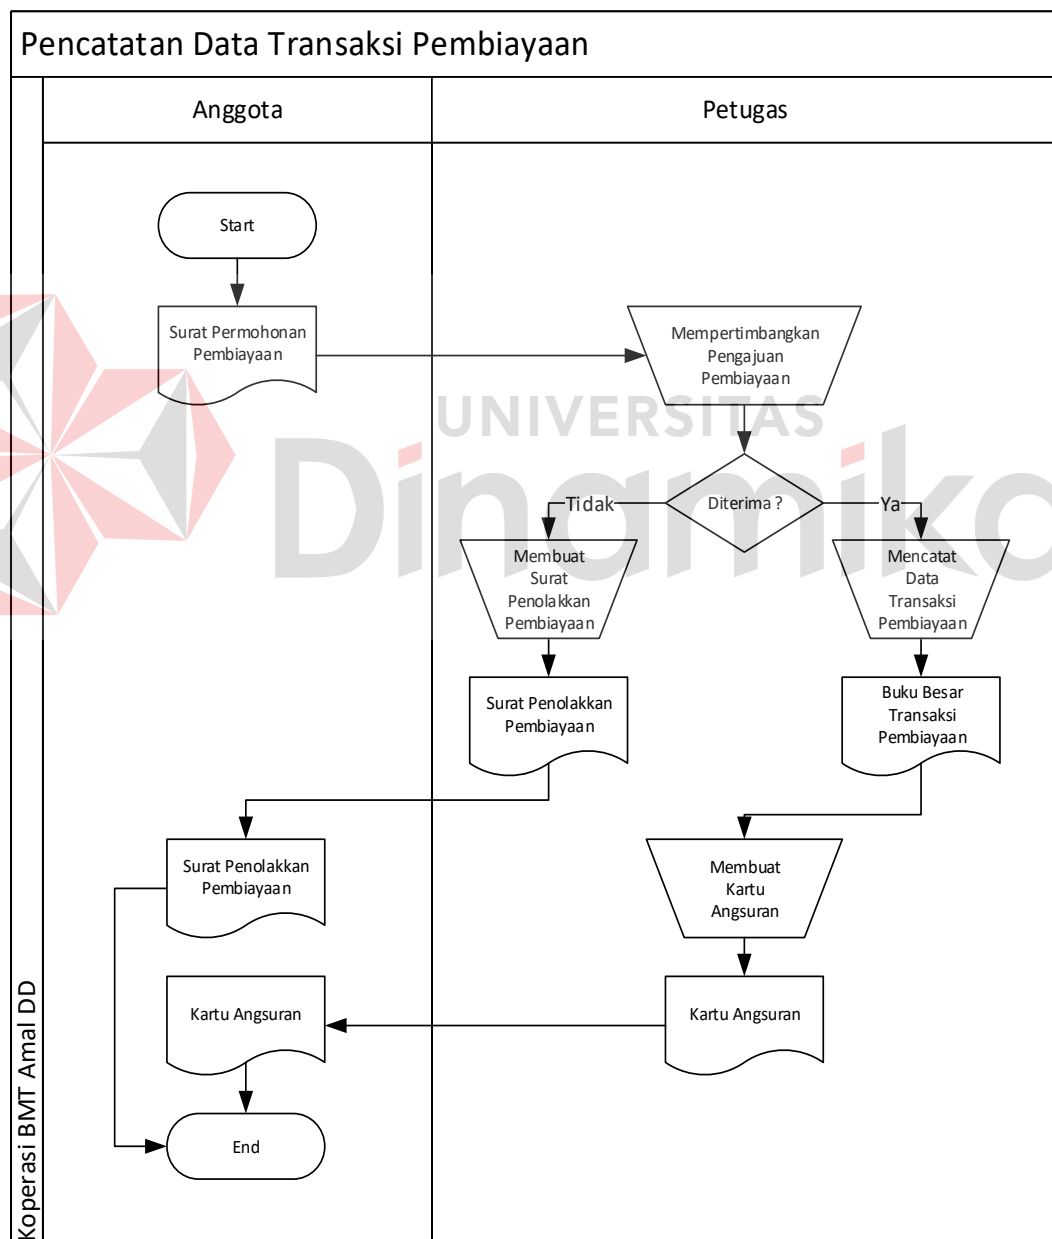 Pencatatan Data Transaksi Pembiayaan
Anggota
Petugas
Koperasi BMT Amal DD
Start
Surat Permohonan
Pembiayaan
Mempertimbangkan
Pengajuan
Pembiayaan
UNIVERSITAS
Dinamika
Diterima ?
Tidak
Ya
Membuat
Surat
Penolakkan
Pembiayaan
Mencatat
Data
Transaksi
Pembiayaan
Surat Penolakkan
Pembiayaan
Buku Besar
Transaksi
Pembiayaan
Surat Penolakkan
Pembiayaan
Membuat
Kartu
Angsuran
Kartu Angsuran
Kartu Angsuran
End